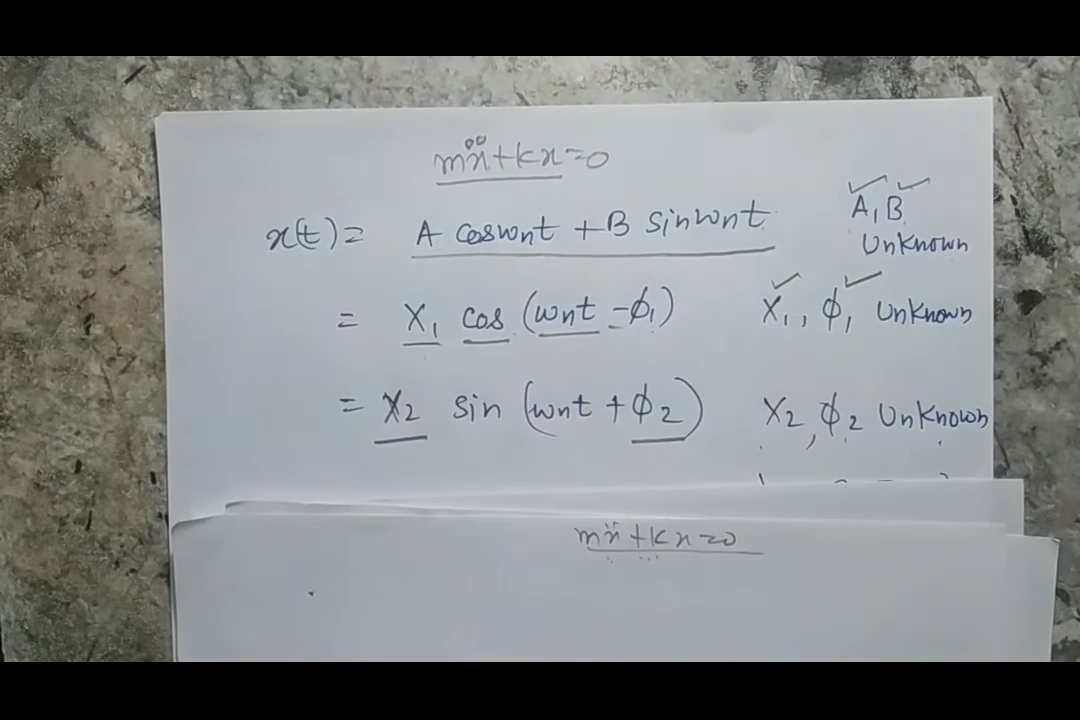 mẍ+kx=0
x(t)= A cosωnt +B sinωnt A,B
Unknown
= X₁ cos (ωnt -ϕ₁) X₁, ϕ₁ Unknown
= X₂ sin (ωnt +ϕ₂) X₂, ϕ₂ Unknown
mẍ+kx=0